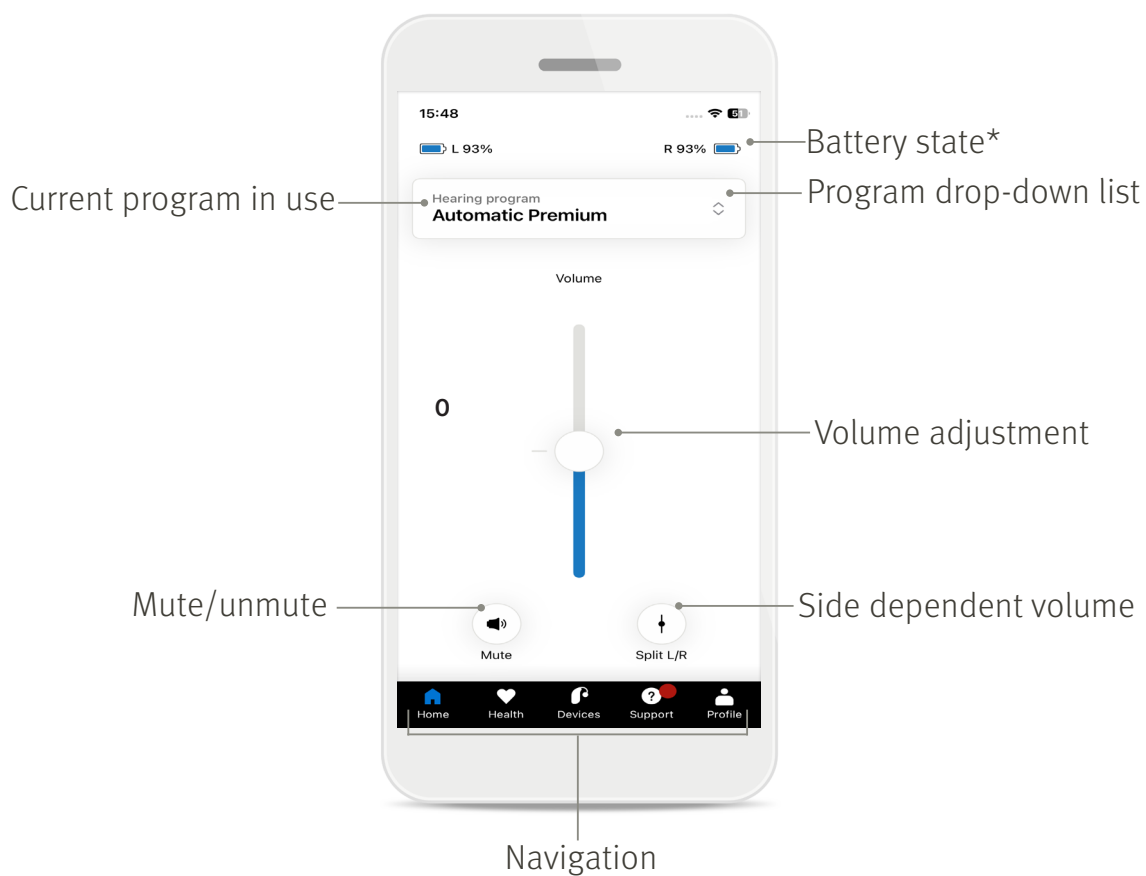 15:48
51
L 93%
R 93%
Battery state*
Current program in use
Hearing program
Automatic Premium
Program drop-down list
Volume
0
Volume adjustment
Mute/unmute
Side dependent volume
Mute
Split L/R
Home
Health
Devices
?
Support
Profile
Navigation